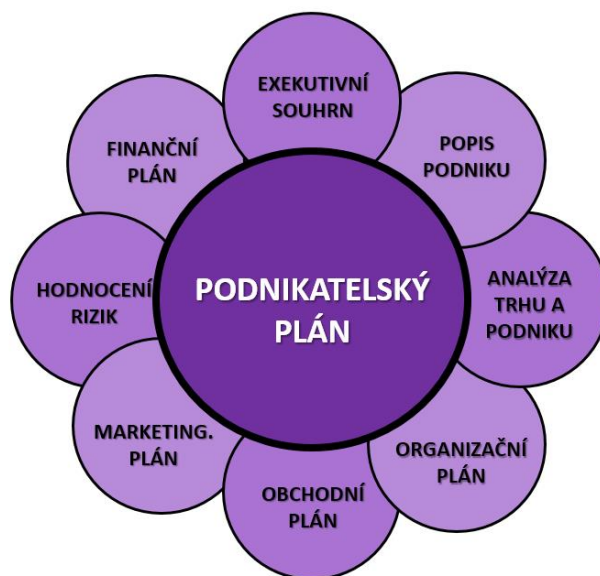 EXEKUTIVNÍ
SOUHRN
POPIS
PODNIKU
ANALÝZA
TRHU A
PODNIKU
ORGANIZAČNÍ
PLÁN
OBCHODNÍ
PLÁN
MARKETING.
PLÁN
HODNOCENÍ
RIZIK
FINANČNÍ
PLÁN
PODNIKATELSKÝ
PLÁN